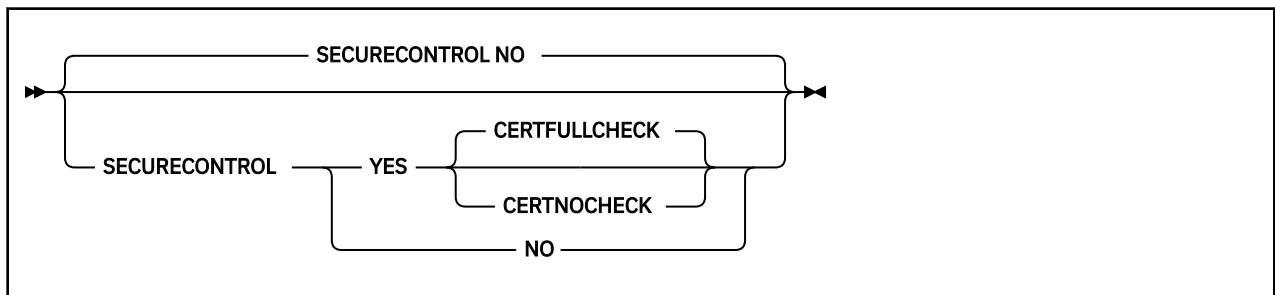 SECURECONTROL NO
CERTFULLCHECK
SECURECONTROL YES
CERTNOCHECK
NO